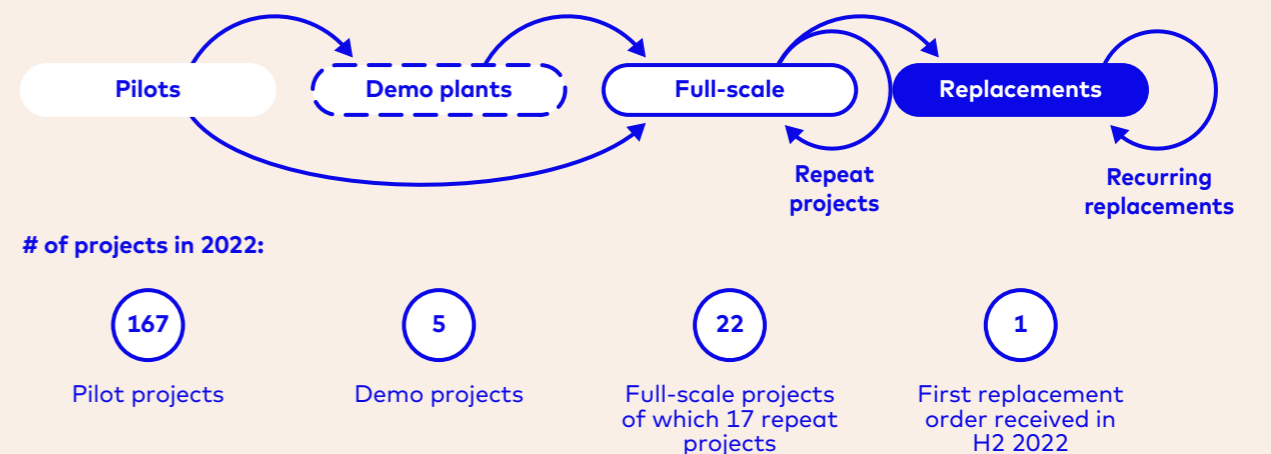 Pilots
Demo plants
Full-scale
Replacements
Repeat
projects
Recurring
replacements
# of projects in 2022:
167
5
22
1
Pilot projects
Demo projects
Full-scale projects
of which 17 repeat
projects
First replacement
order received in
H2 2022